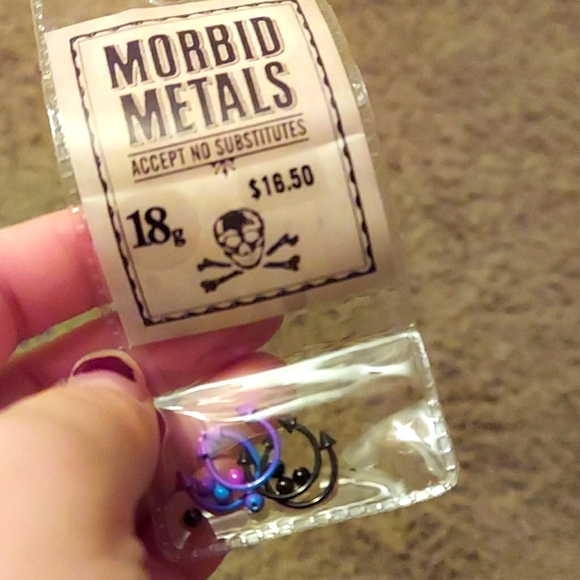 MORBID
METALS
ACCEPT NO SUBSTITUTES
$16.50
18g